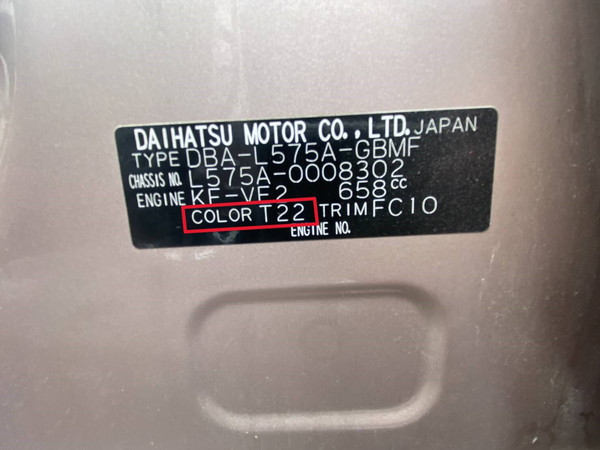 DAIHATSU MOTOR CO., LTD. JAPAN
TYPE DBA-L575A-GBMF
CHASSIS NO. L575A-0008302
ENGINE KF-VE2 658cc
COLOR T22 TRIM FC10
ENGINE NO.